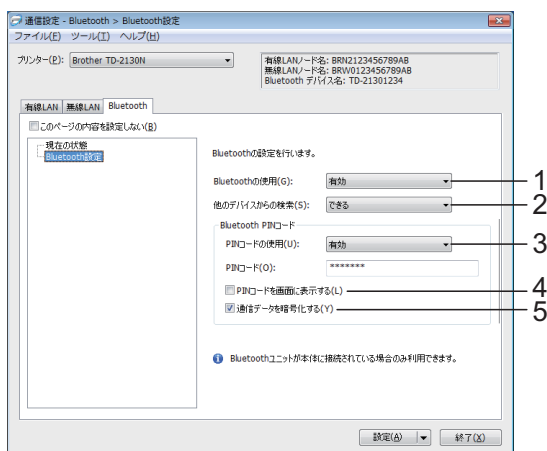 通信設定 - Bluetooth > Bluetooth設定
ファイル(F) ツール(T) ヘルプ(H)
プリンター(P): Brother TD-2130N
有線LANノード名: BRN2123456789AB
無線LANノード名: BRW0123456789AB
Bluetooth デバイス名: TD-21301234
有線LAN 無線LAN Bluetooth
このページの内容を設定しない(B)
現在の状態
Bluetooth設定
Bluetoothの設定を行います。
Bluetoothの使用(G): 有効 1
他のデバイスからの検索(S): できる 2
Bluetooth PINコード
PINコードの使用(U): 有効 3
PINコード(O): *******
PINコードを画面に表示する(L) 4
通信データを暗号化する(Y) 5
Bluetoothユニットが本体に接続されている場合のみ利用できます。
設定(A) 終了(X)